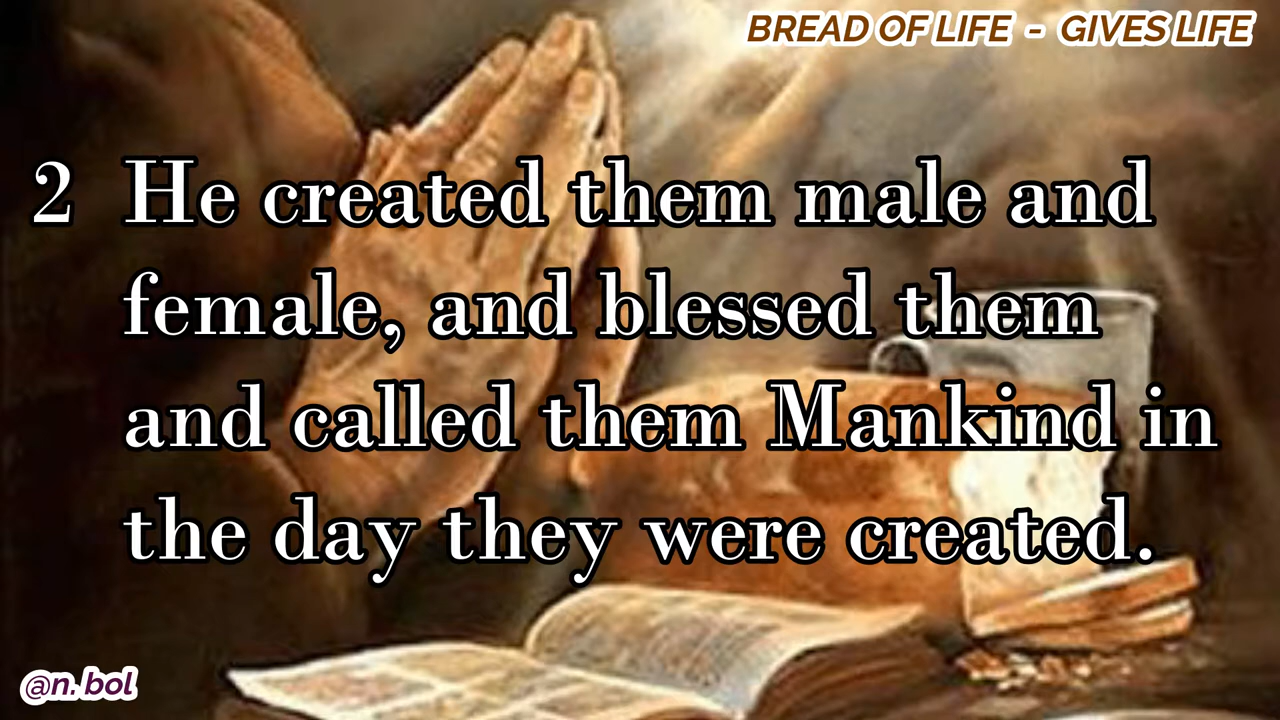 BREAD OF LIFE - GIVES LIFE
2 He created them male and
female, and blessed them
and called them Mankind in
the day they were created.
@n. bol